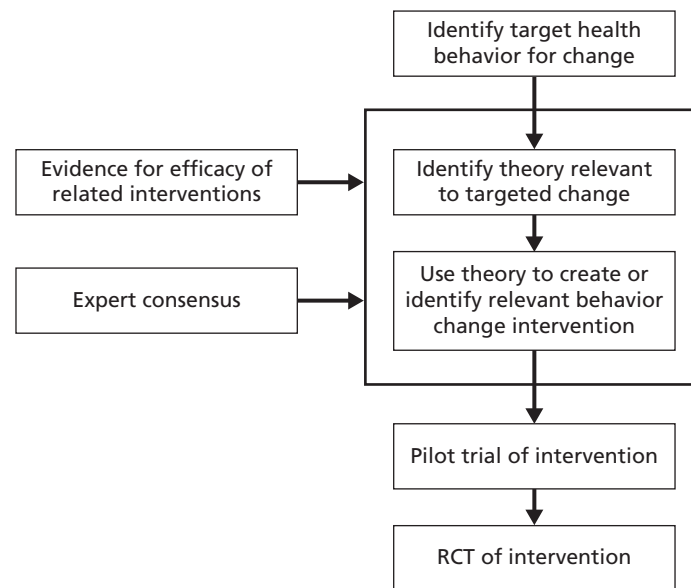 Identify target health
behavior for change
Evidence for efficacy of
related interventions
Identify theory relevant
to targeted change
Expert consensus
Use theory to create or
identify relevant behavior
change intervention
Pilot trial of intervention
RCT of intervention